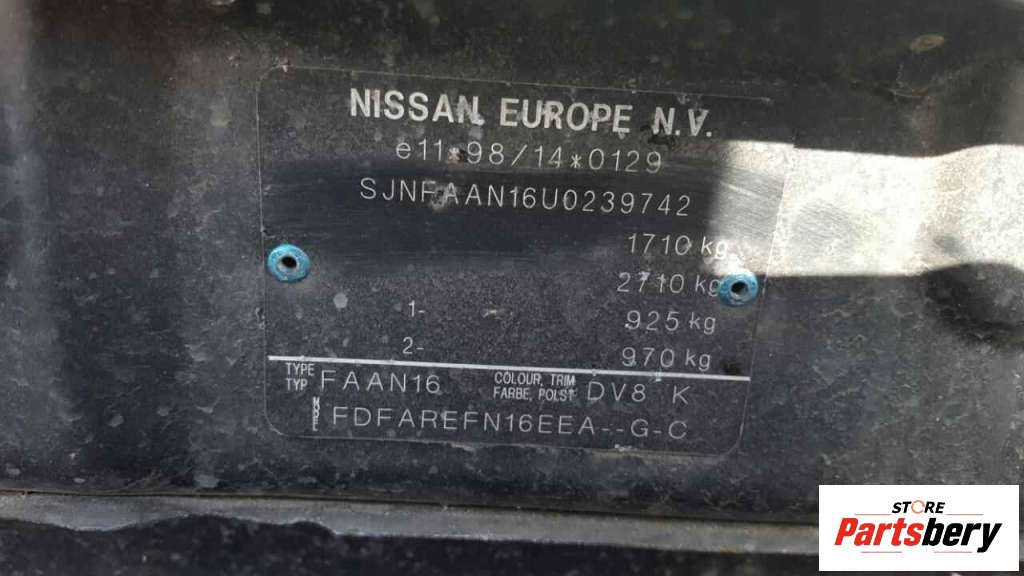 NISSAN EUROPE N.V.
e11*98/14*0129
SJNFAAN16U0239742
1710 kg
2710 kg
1- 925 kg
2- 970 kg
TYPE TYP FAAN16 COLOUR, TRIM FARBE, POLST DV8 K
MODEL FDFAREFN16EEA--G-C
STORE
Partsbery